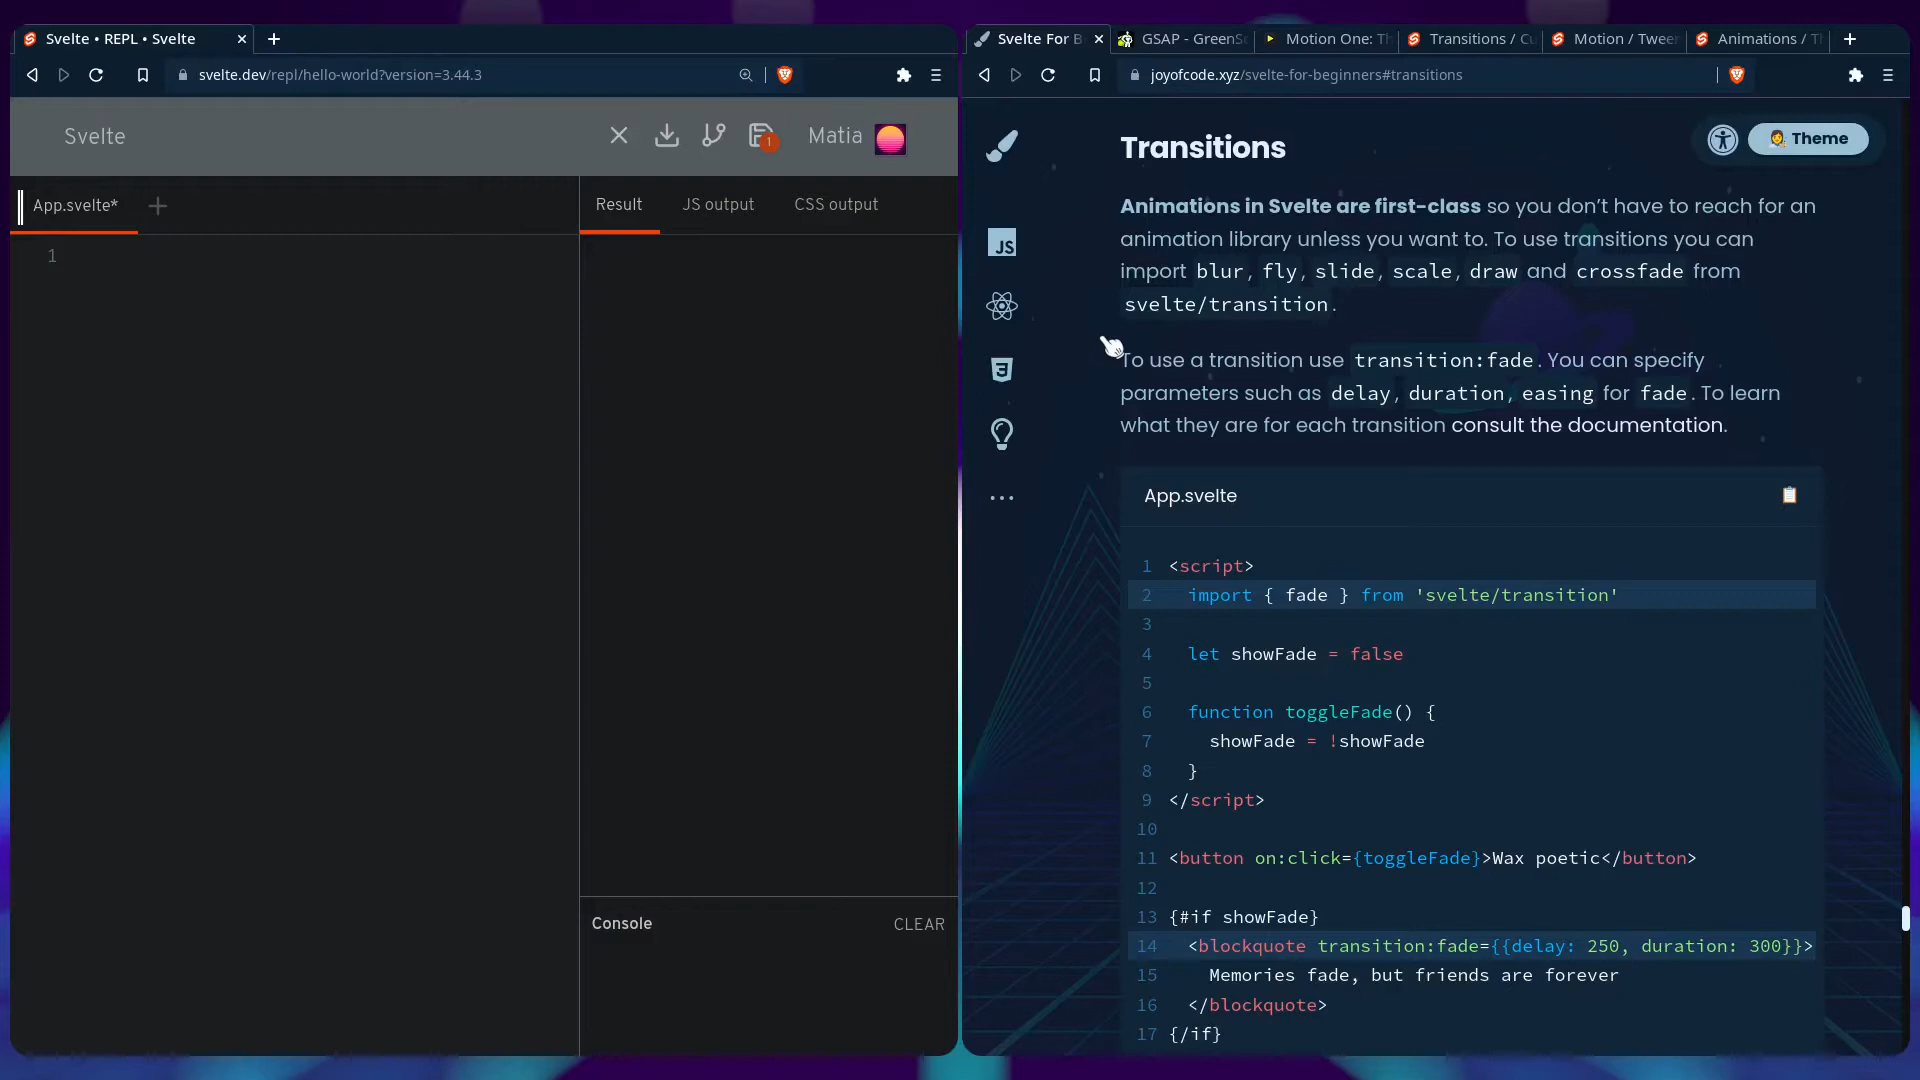 Svelte • REPL • Svelte
svelte.dev/repl/hello-world?version=3.44.3
Svelte
1
Matia
App.svelte*
Result
JS output
CSS output
1
Console
CLEAR
Svelte For B
GSAP - GreenS
Motion One: Th
Transitions / Cu
Motion / Tweer
Animations / Th
joyofcode.xyz/svelte-for-beginners#transitions
Transitions
Theme
JS
3
Animations in Svelte are first-class so you don’t have to reach for an
animation library unless you want to. To use transitions you can
import blur, fly, slide, scale, draw and crossfade from
svelte/transition.
To use a transition use transition:fade. You can specify
parameters such as delay, duration, easing for fade. To learn
what they are for each transition consult the documentation.
App.svelte
1 <script>
2 import { fade } from 'svelte/transition'
3
4 let showFade = false
5
6 function toggleFade() {
7 showFade = !showFade
8 }
9 </script>
10
11 <button on:click={toggleFade}>Wax poetic</button>
12
13 {#if showFade}
14 <blockquote transition:fade={{delay: 250, duration: 300}}>
15 Memories fade, but friends are forever
16 </blockquote>
17 {/if}